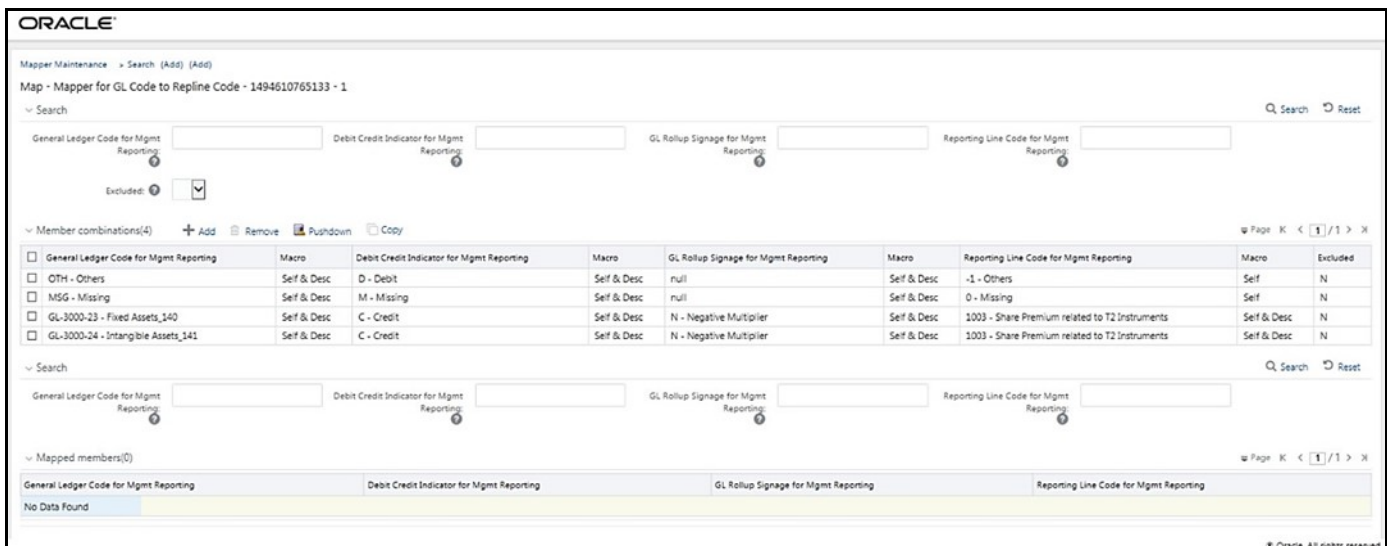 ORACLE
Mapper Maintenance » Search (Add) (Add)
Map - Mapper for GL Code to Repline Code - 1494610765133 - 1
Search
Search Reset
General Ledger Code for Mgmt Reporting:
Debit Credit Indicator for Mgmt Reporting:
GL Rollup Signage for Mgmt Reporting:
Reporting Line Code for Mgmt Reporting:
Excluded:
Member combinations(4) Add Remove Pushdown Copy Page 1 / 1
General Ledger Code for Mgmt Reporting Macro Debit Credit Indicator for Mgmt Reporting Macro GL Rollup Signage for Mgmt Reporting Macro Reporting Line Code for Mgmt Reporting Macro Excluded
OTH - Others Self & Desc D - Debit Self & Desc null Self & Desc -1 - Others Self N
MSG - Missing Self & Desc M - Missing Self & Desc null Self & Desc 0 - Missing Self N
GL-3000-23 - Fixed Assets_140 Self & Desc C - Credit Self & Desc N - Negative Multiplier Self & Desc 1003 - Share Premium related to T2 Instruments Self & Desc N
GL-3000-24 - Intangible Assets_141 Self & Desc C - Credit Self & Desc N - Negative Multiplier Self & Desc 1003 - Share Premium related to T2 Instruments Self & Desc N
Search
Search Reset
General Ledger Code for Mgmt Reporting:
Debit Credit Indicator for Mgmt Reporting:
GL Rollup Signage for Mgmt Reporting:
Reporting Line Code for Mgmt Reporting:
Mapped members(0) Page 1 / 1
General Ledger Code for Mgmt Reporting Debit Credit Indicator for Mgmt Reporting GL Rollup Signage for Mgmt Reporting Reporting Line Code for Mgmt Reporting
No Data Found
Oracle. All rights reserved